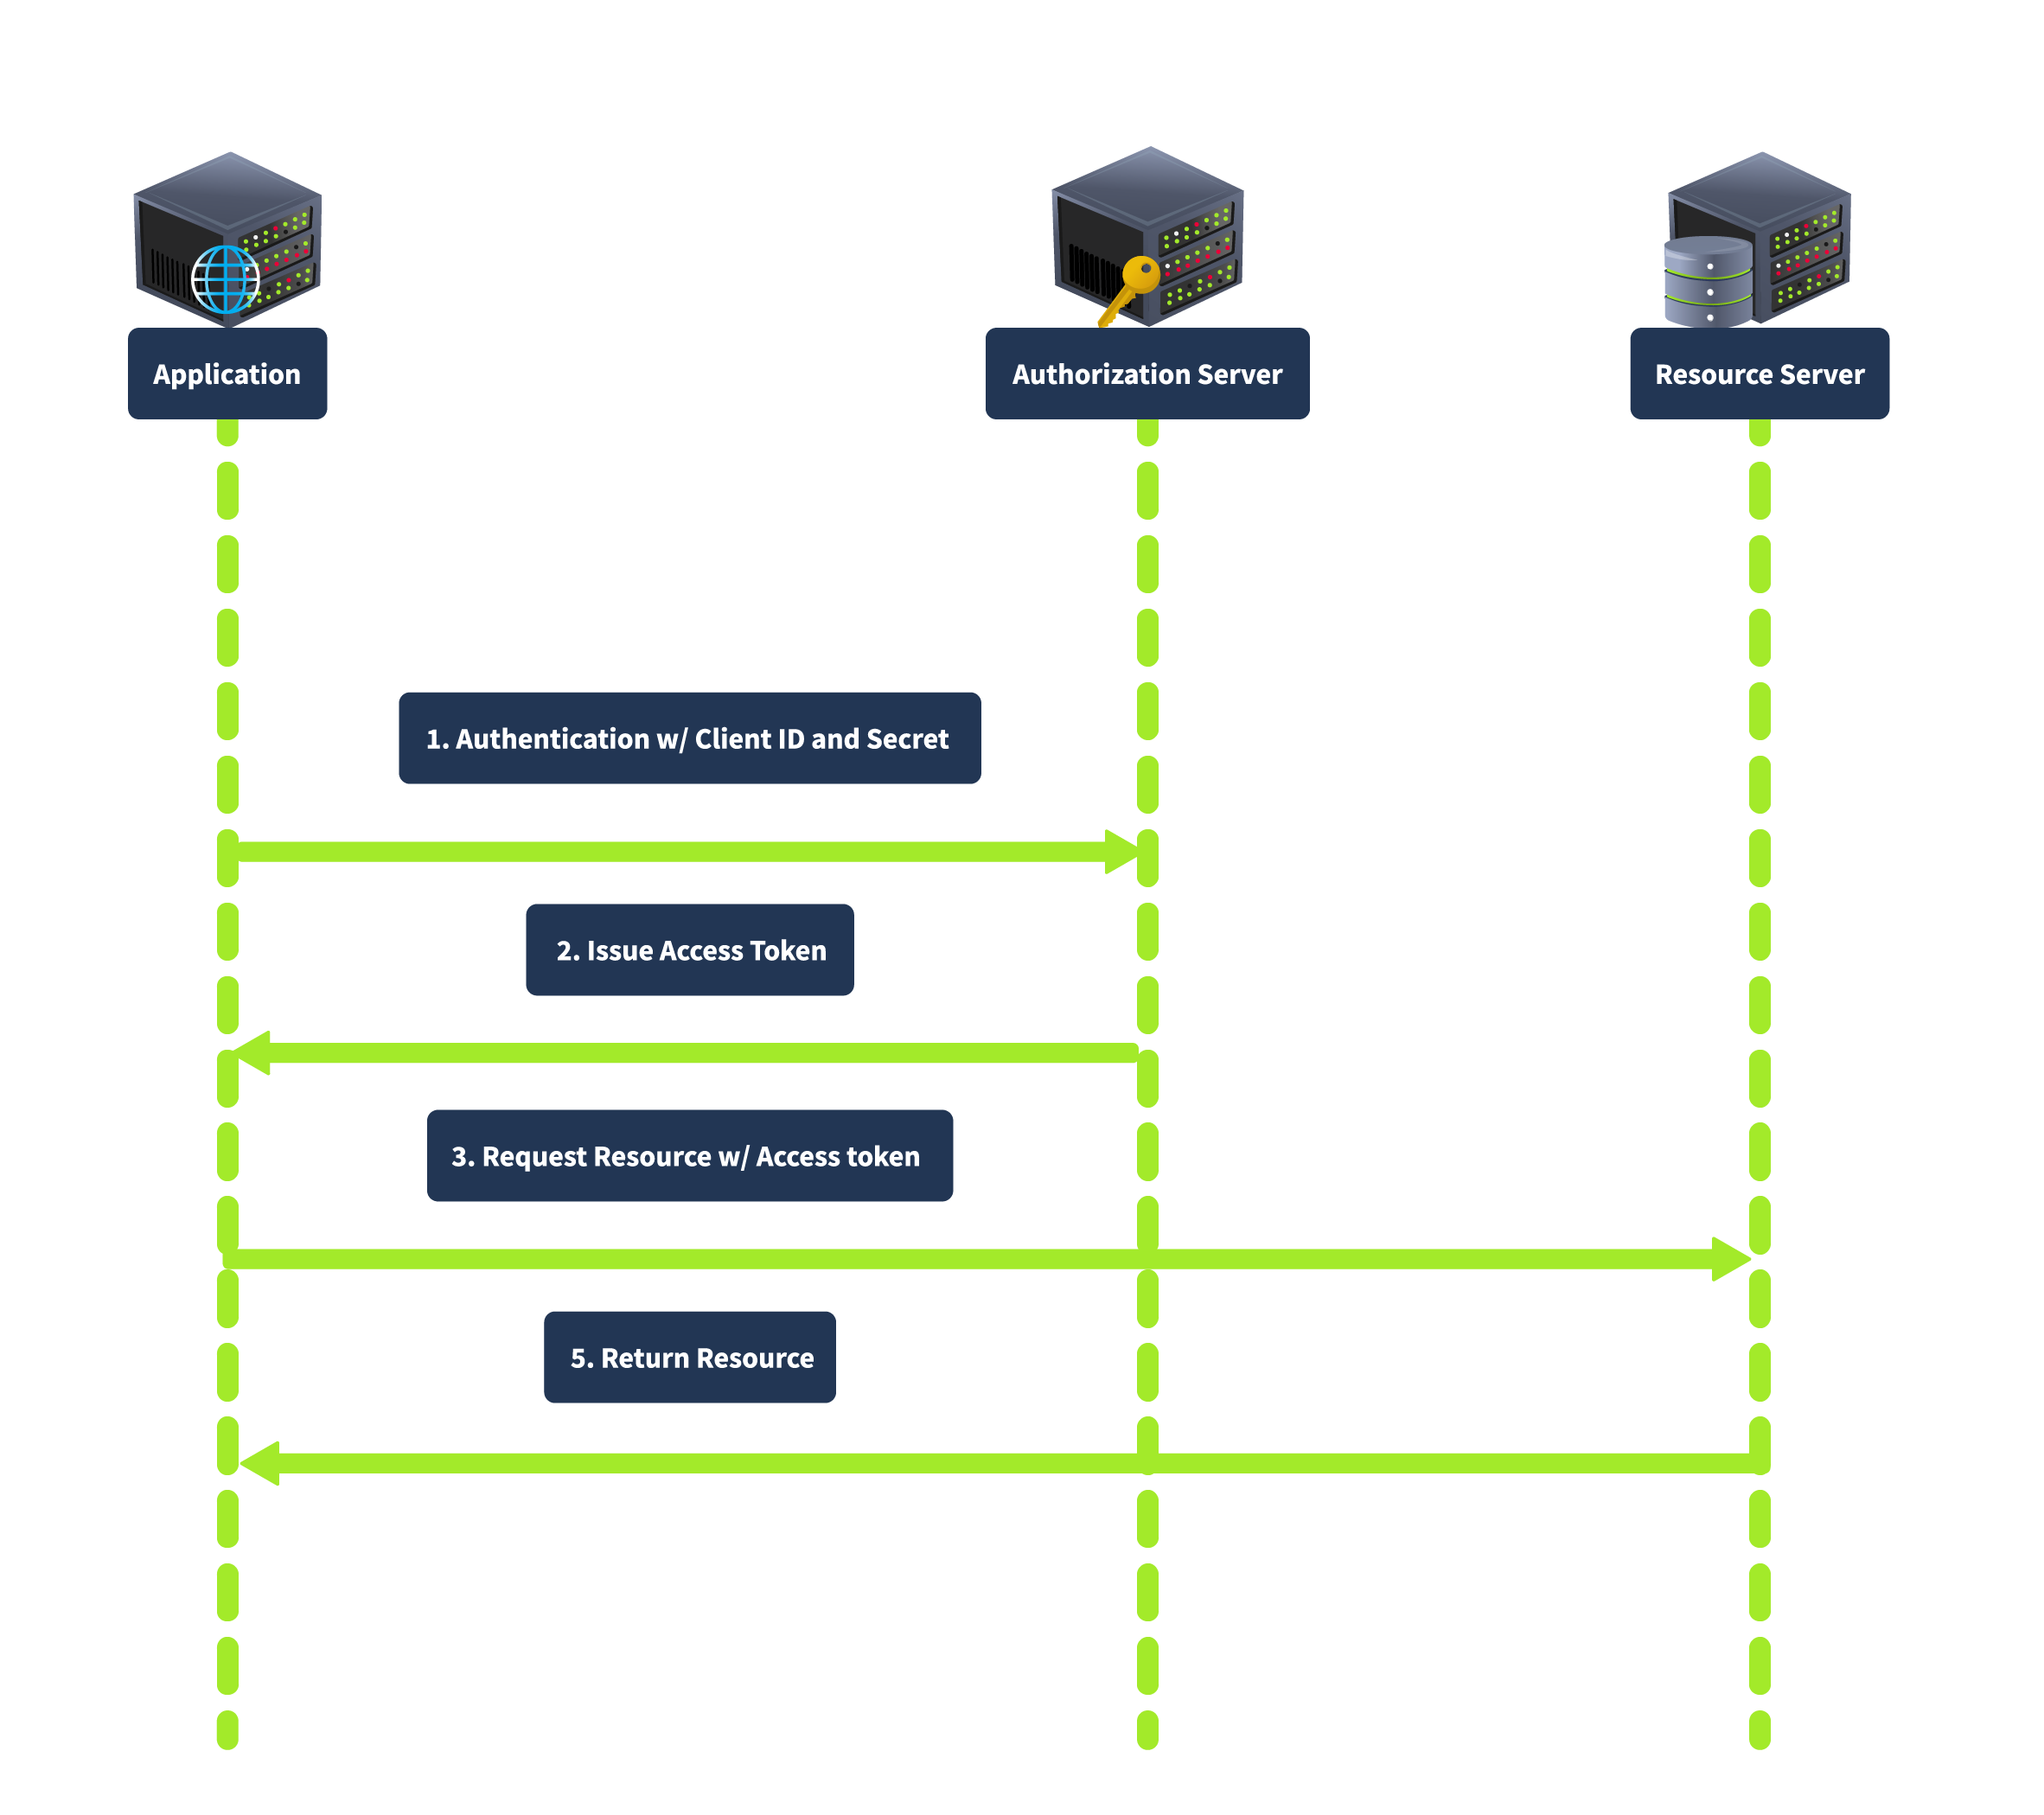 Application
Authorization Server
Resource Server
1. Authentication w/ Client ID and Secret
2. Issue Access Token
3. Request Resource w/ Access token
5. Return Resource